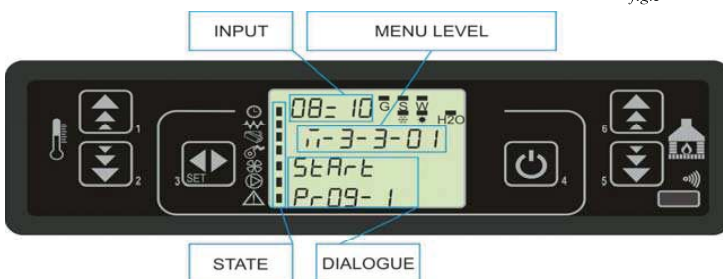 INPUT
MENU LEVEL
08= 10 G S W
H2O
n-3-3-01
StArt
Pr09-1
1
2
3
SET
4
6
5
STATE
DIALOGUE